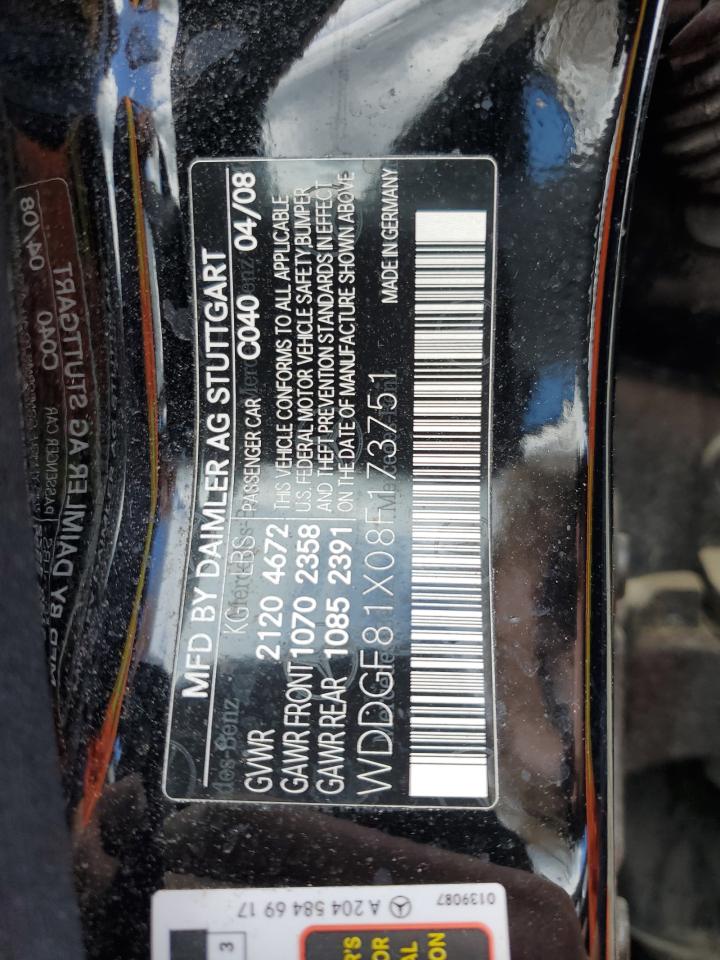 MFD BY DAIMLER AG STUTTGART
KG LBS PASSENGER CAR C040 04/08
GVWR 2120 4672 THIS VEHICLE CONFORMS TO ALL APPLICABLE
GAWR FRONT 1070 2358 U.S. FEDERAL MOTOR VEHICLE SAFETY, BUMPER
GAWR REAR 1085 2391 AND THEFT PREVENTION STANDARDS IN EFFECT
ON THE DATE OF MANUFACTURE SHOWN ABOVE
WDDGF81X08F173751 MADE IN GERMANY
0139087
A 204 584 69 17
3